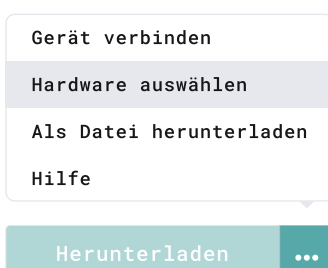 Gerät verbinden
Hardware auswählen
Als Datei herunterladen
Hilfe
Herunterladen ...